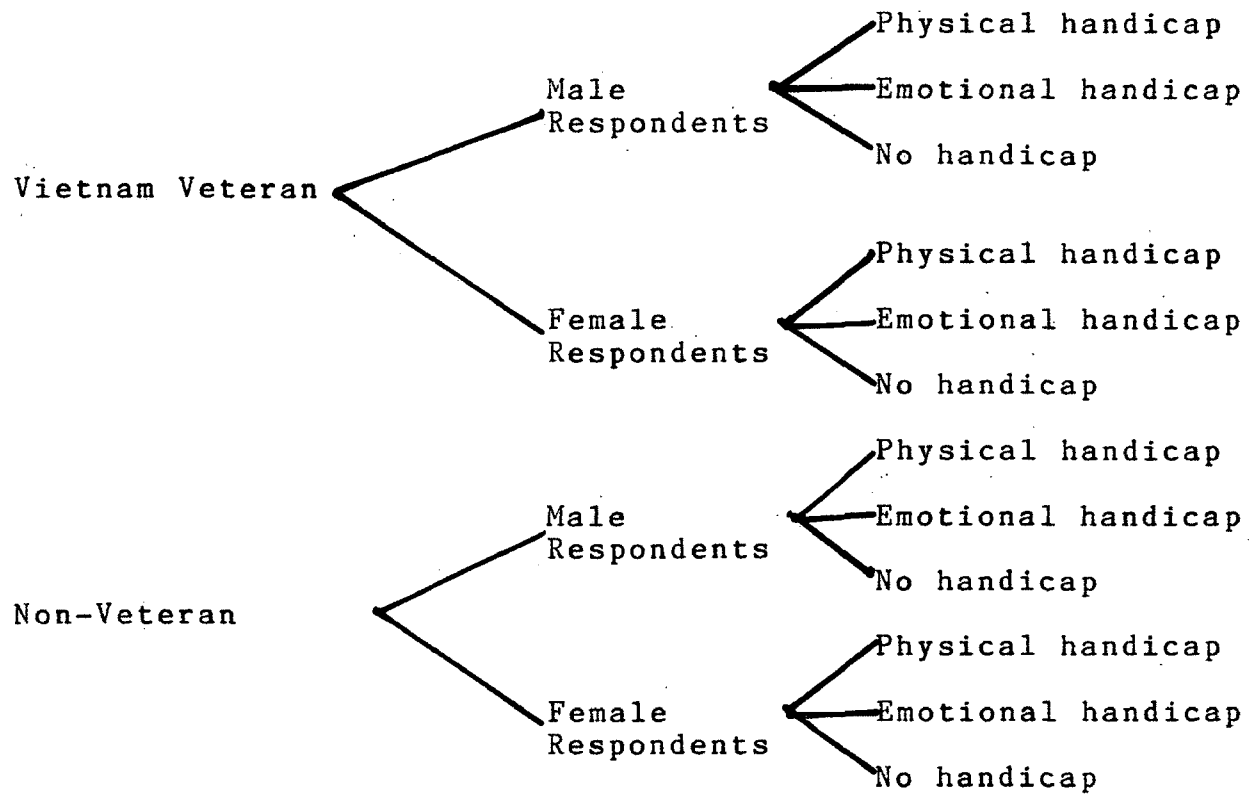 Vietnam Veteran
Male
Respondents
Physical handicap
Emotional handicap
No handicap
Female
Respondents
Physical handicap
Emotional handicap
No handicap
Non-Veteran
Male
Respondents
Physical handicap
Emotional handicap
No handicap
Female
Respondents
Physical handicap
Emotional handicap
No handicap